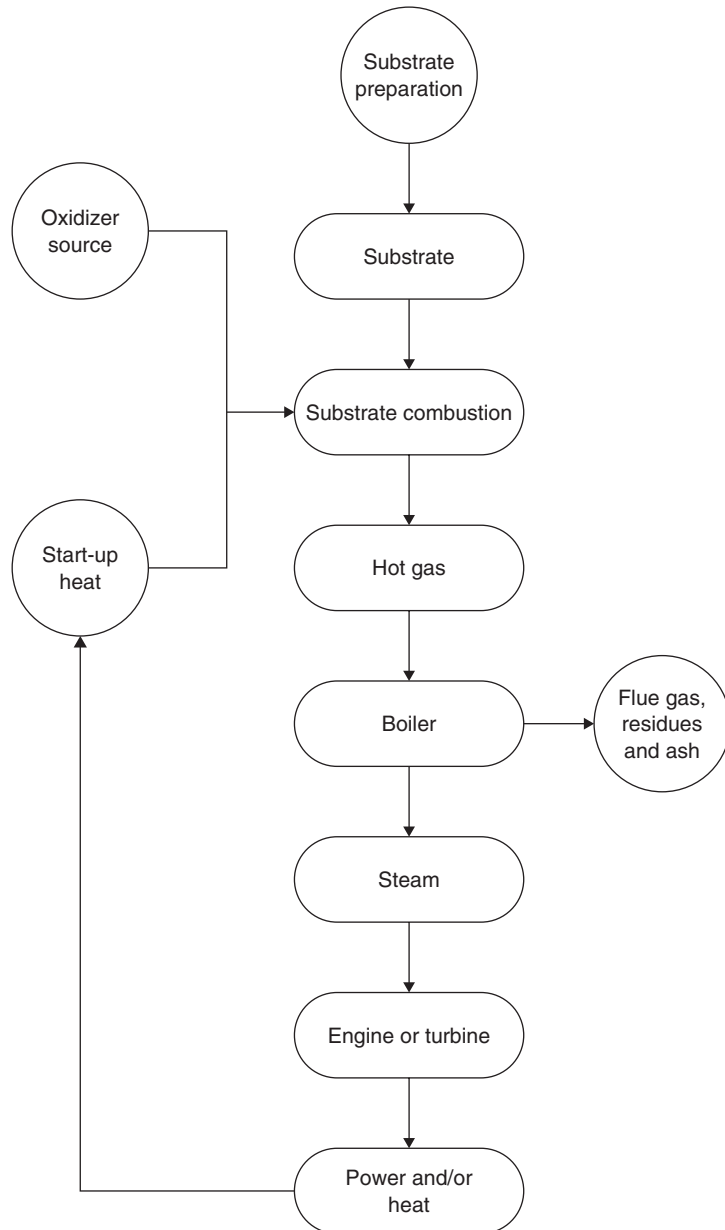 Substrate
preparation
Oxidizer
source
Substrate
Substrate combustion
Start-up
heat
Hot gas
Boiler
Flue gas,
residues
and ash
Steam
Engine or turbine
Power and/or
heat